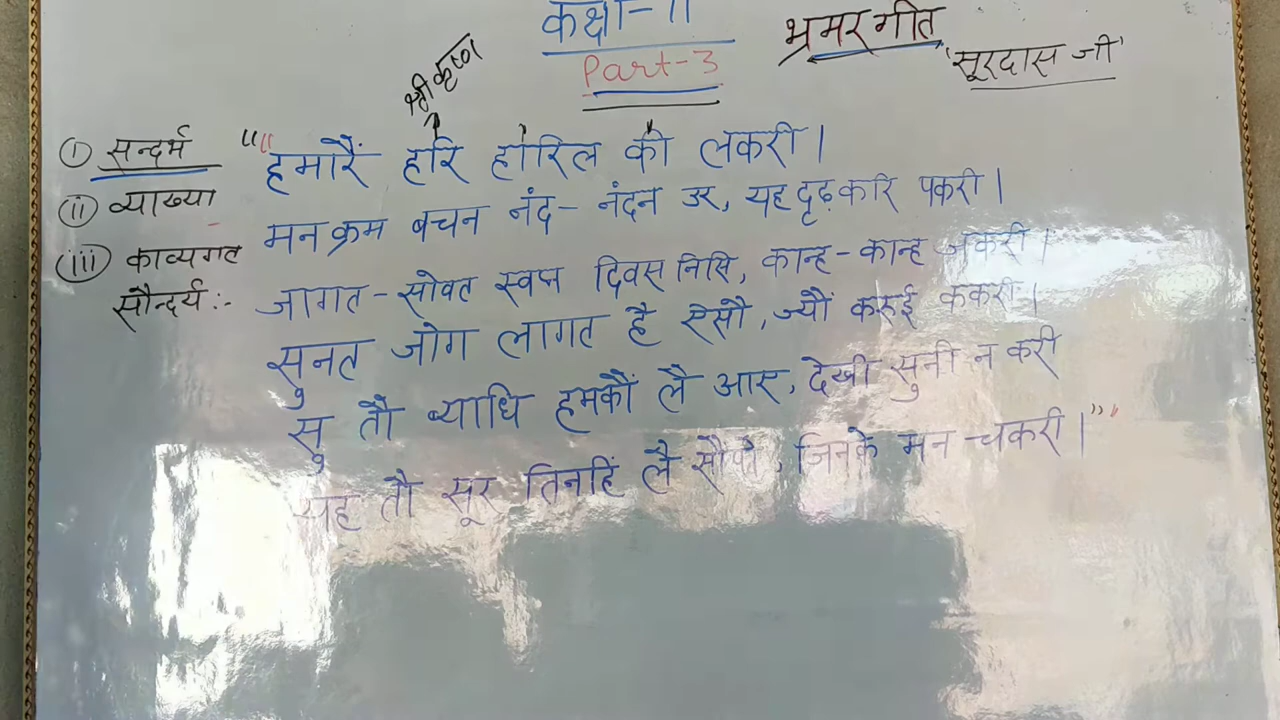 कक्षा-11
Part-3
भ्रमरगीत
'सूरदास जी'
श्री कृष्ण
(i) सन्दर्भ
(ii) व्याख्या
(iii) काव्यगत
सौन्दर्य:-
""हमारैं हरि हारिल की लकरी।
मन क्रम बचन नंद-नंदन उर, यह दृढ़ करि पकरी।
जागत-सोवत स्वप्न दिवस निसि, कान्ह-कान्ह जकरी।
सुनत जोग लागत है ऐसौ, ज्यौं करुई ककरी।
सु तौ व्याधि हमकौं लै आए, देखी सुनी न करी
यह तौ सूर तिनहिं लै सौंपौ, जिनके मन चकरी।""